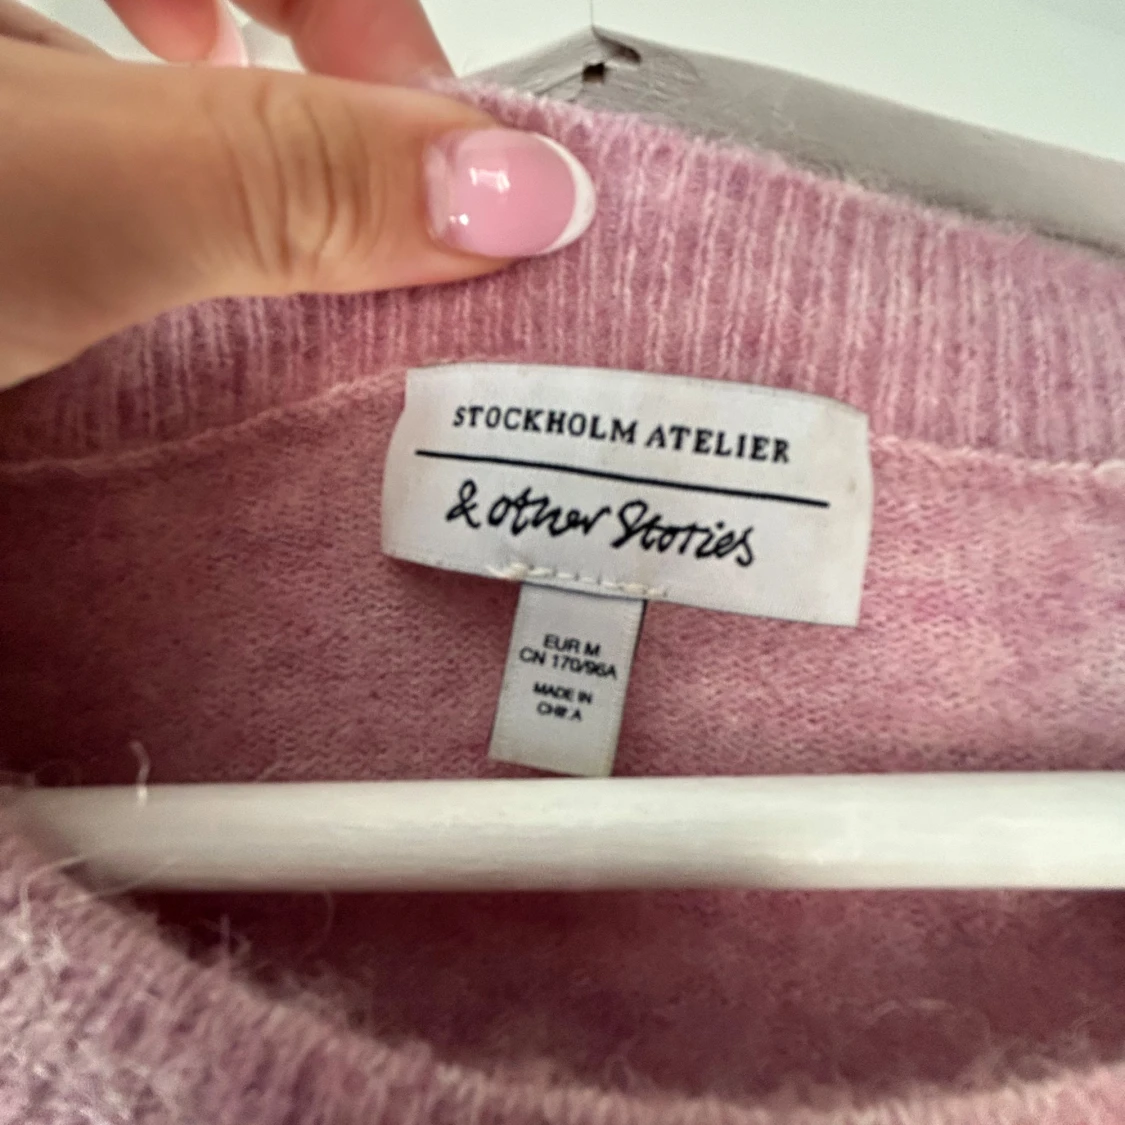 STOCKHOLM ATELIER
& other Stories
EUR M
CN 170/96A
MADE IN
CHINA